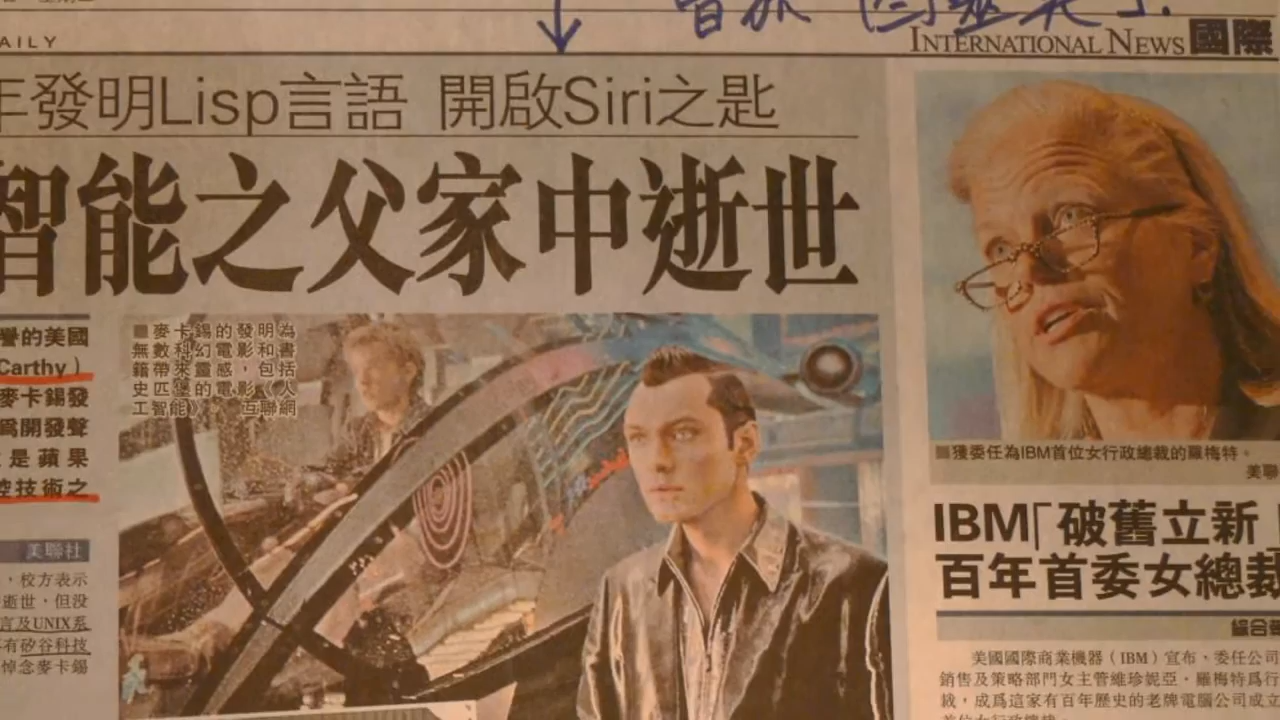 AILY
INTERNATIONAL NEWS 國際
年發明Lisp言語 開啟Siri之匙
智能之父家中逝世
譽的美國
Carthy）
麥卡錫發
爲開發聲
是蘋果
控技術之
美聯社
，校方表示
逝世，但没
言及UNIX系
有矽谷科技
悼念麥卡錫
■麥卡錫的發明為
無數科幻電影和書
籍帶來靈感，包括
史匹堡的電影《人
工智能》。 互聯網
■獲委任為IBM首位女行政總裁的羅梅特。
美聯
IBM「破舊立新」
百年首委女總裁
綜合
美國國際商業機器（IBM）宣布，委任公司
銷售及策略部門女主管維珍妮亞．羅梅特爲行
裁，成爲這家有百年歷史的老牌電腦公司成立
首位女行政總裁